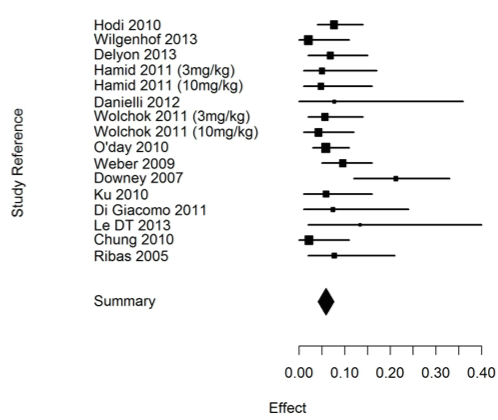 Hodi 2010
Wilgenhof 2013
Delyon 2013
Hamid 2011 (3mg/kg)
Hamid 2011 (10mg/kg)
Danielli 2012
Wolchok 2011 (3mg/kg)
Wolchok 2011 (10mg/kg)
O'day 2010
Weber 2009
Downey 2007
Ku 2010
Di Giacomo 2011
Le DT 2013
Chung 2010
Ribas 2005
Summary
Study Reference
0.00 0.10 0.20 0.30 0.40
Effect